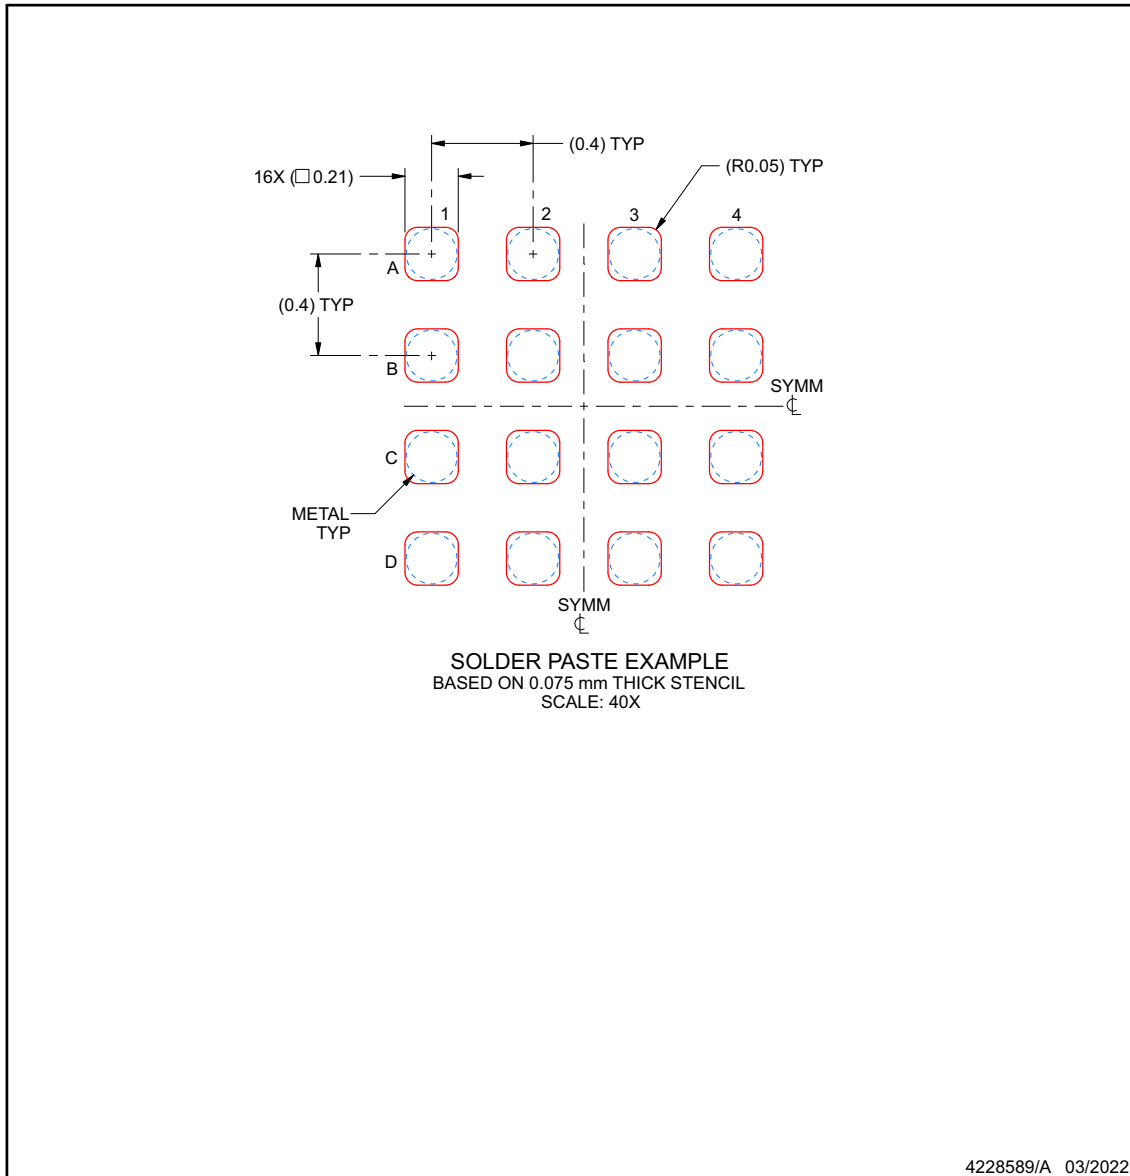 (0.4) TYP
(R0.05) TYP
16X (□0.21)
1 2 3 4
A
(0.4) TYP
B
SYMM
℄
C
METAL
TYP
D
SYMM
℄
SOLDER PASTE EXAMPLE
BASED ON 0.075 mm THICK STENCIL
SCALE: 40X
4228589/A 03/2022